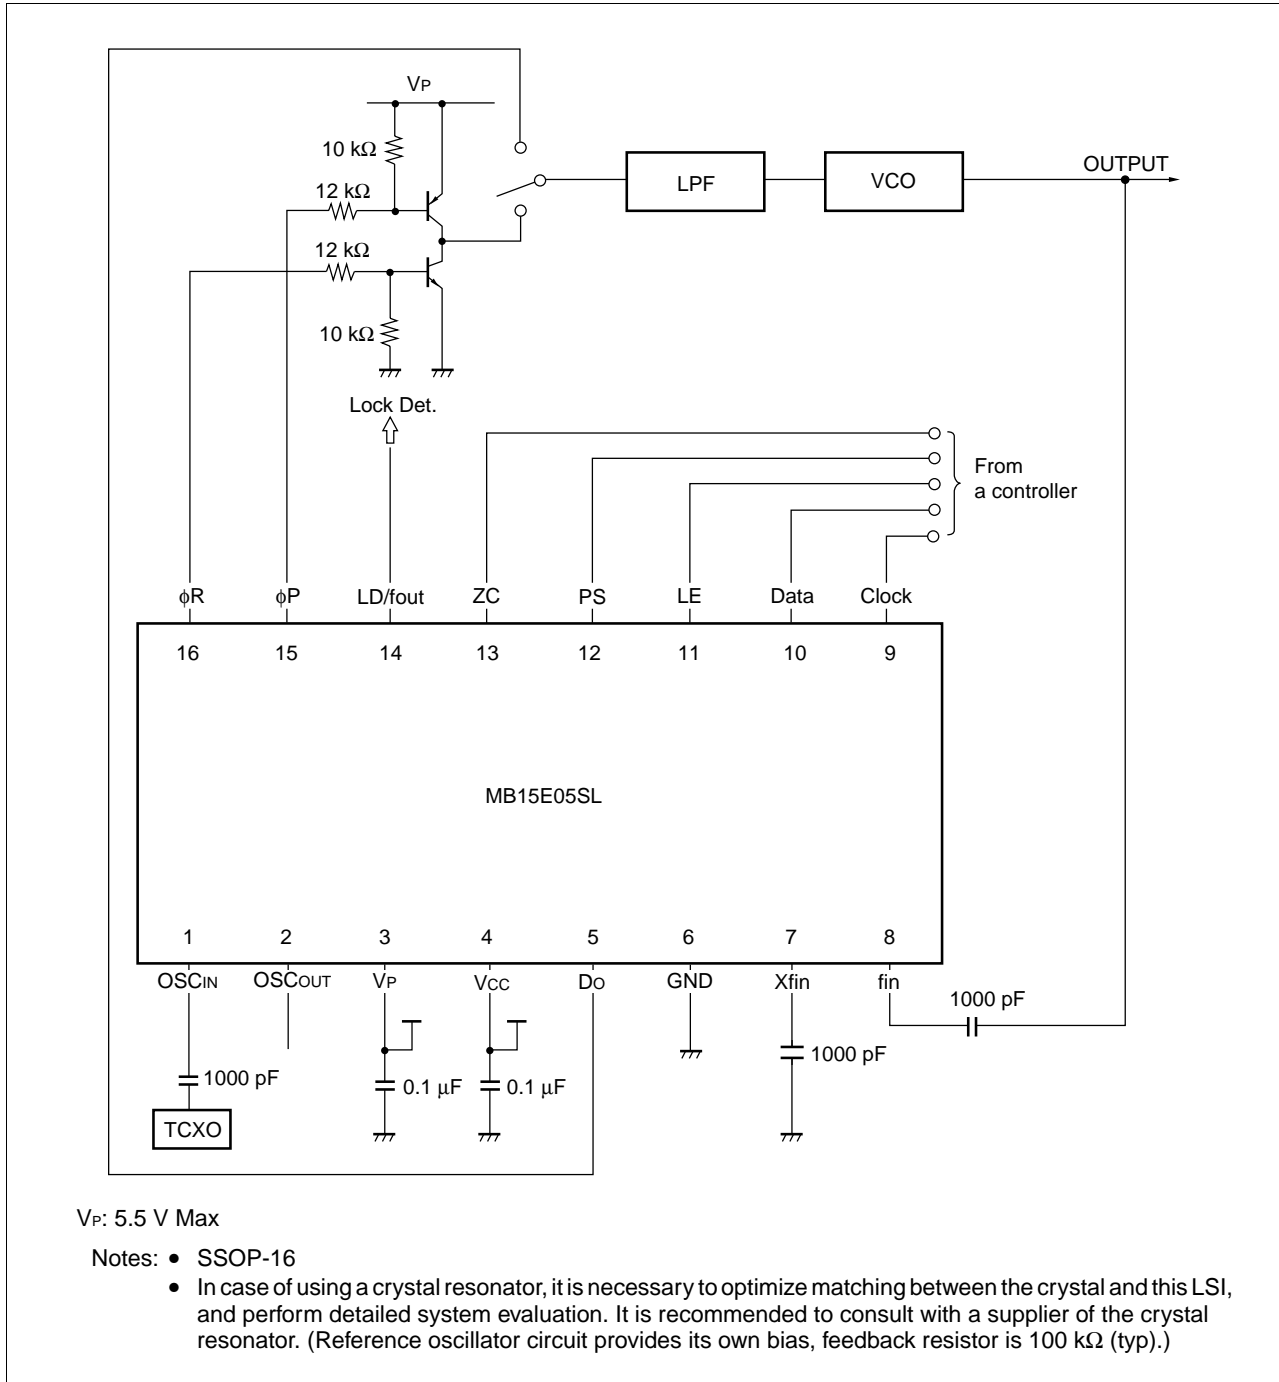 VP
10 kΩ
12 kΩ
12 kΩ
10 kΩ
LPF
VCO
OUTPUT
Lock Det.
From
a controller
ϕR ϕP LD/fout ZC PS LE Data Clock
16 15 14 13 12 11 10 9
MB15E05SL
1 2 3 4 5 6 7 8
OSCIN OSCOUT VP VCC DO GND Xfin fin
1000 pF
1000 pF
0.1 µF
0.1 µF
1000 pF
TCXO
VP: 5.5 V Max
Notes: • SSOP-16
• In case of using a crystal resonator, it is necessary to optimize matching between the crystal and this LSI,
and perform detailed system evaluation. It is recommended to consult with a supplier of the crystal
resonator. (Reference oscillator circuit provides its own bias, feedback resistor is 100 kΩ (typ).)